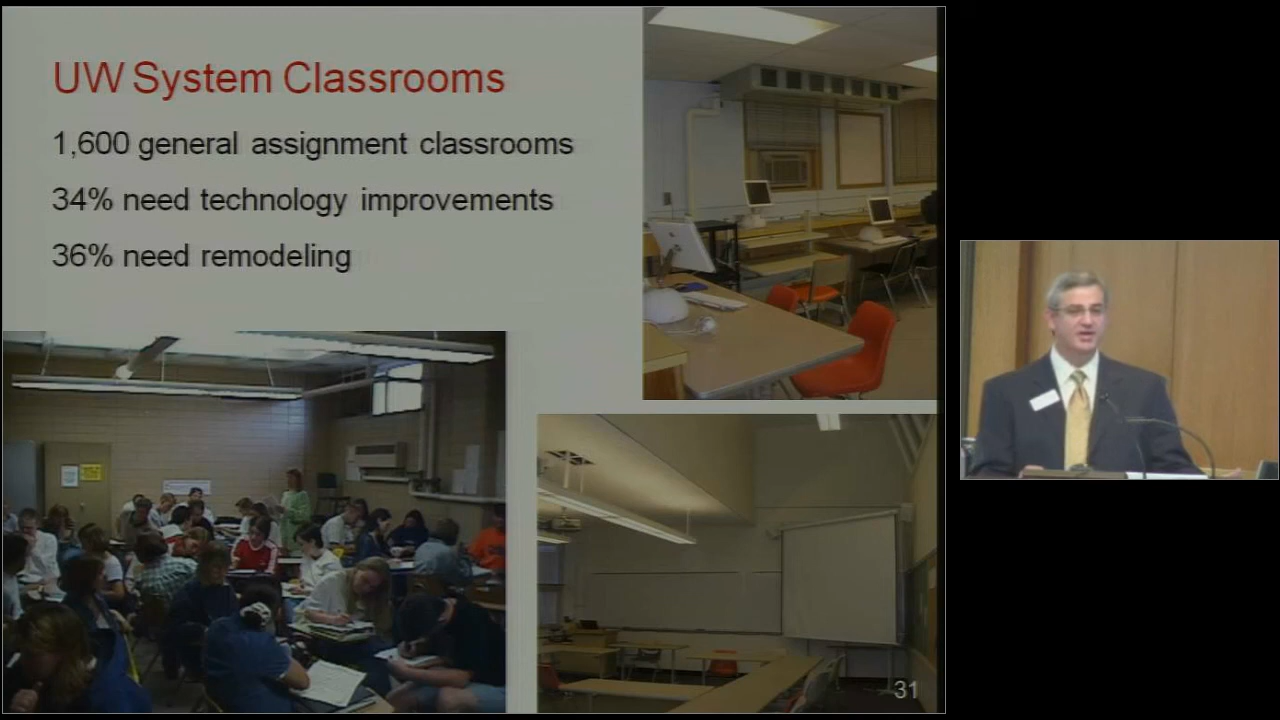 UW System Classrooms
1,600 general assignment classrooms
34% need technology improvements
36% need remodeling
31